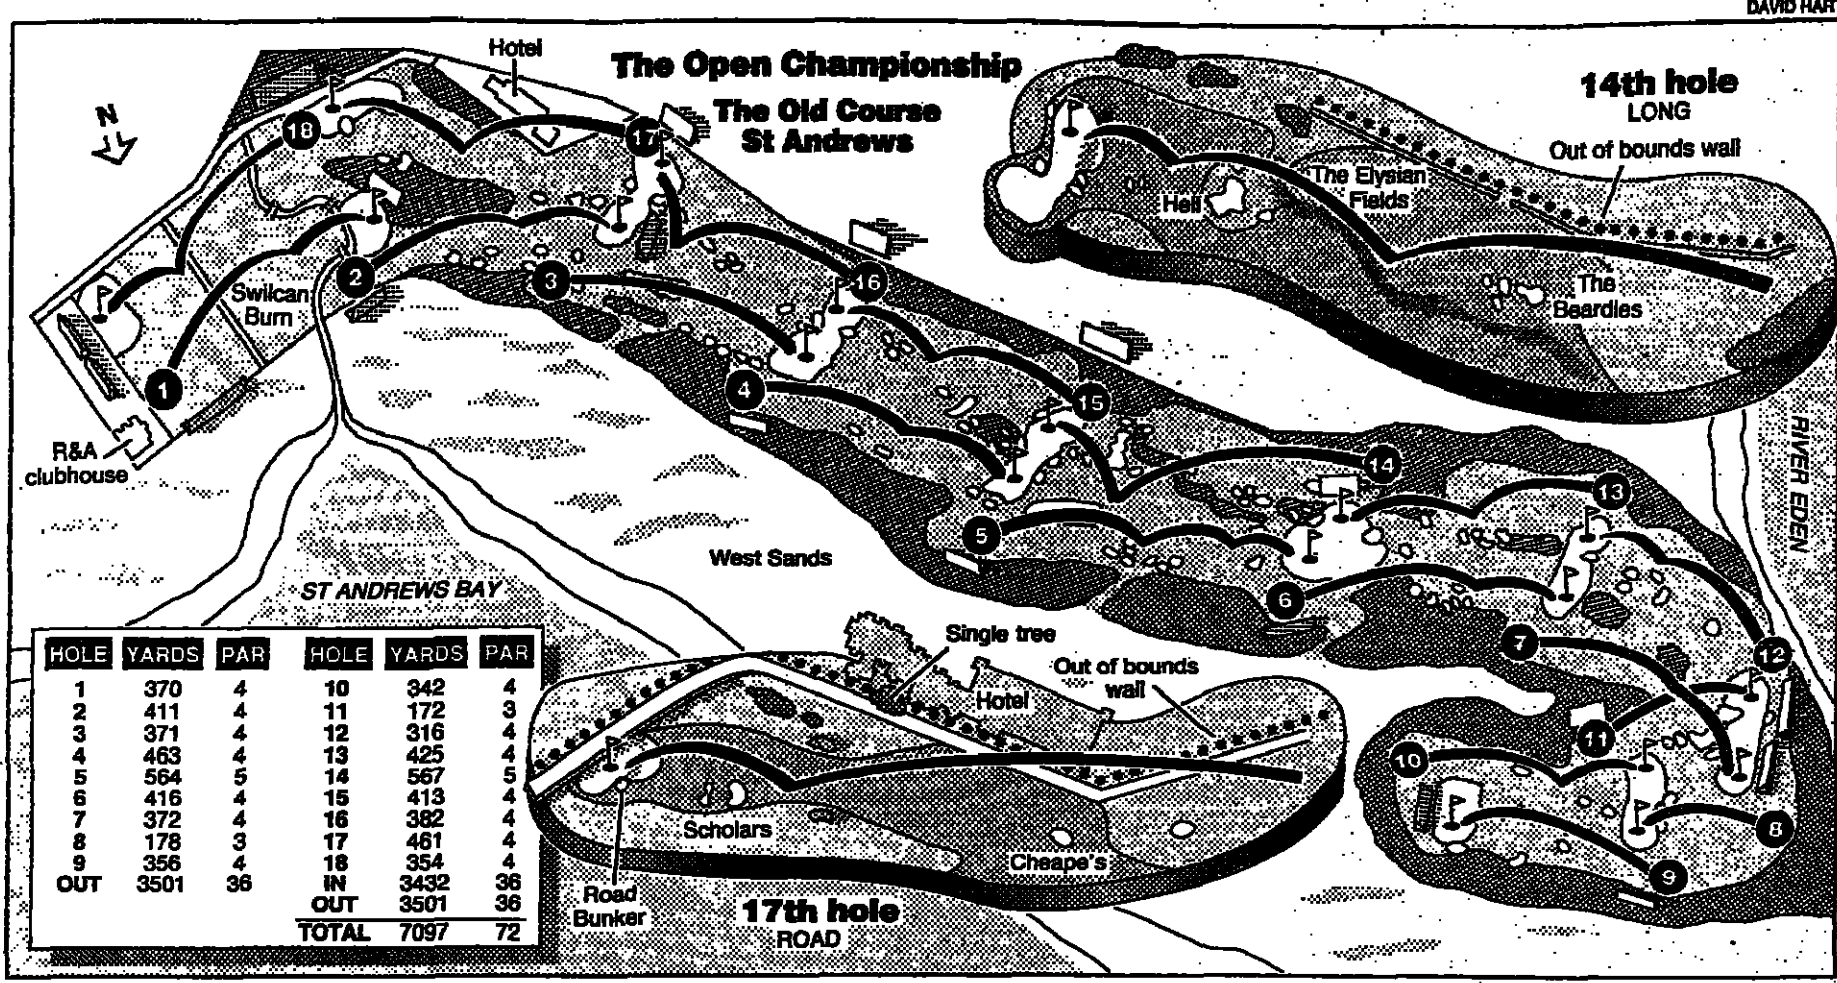 DAVID HART
The Open Championship
The Old Course
St Andrews
N
Hotel
14th hole
LONG
Out of bounds wall
The Elysian
Fields
Hell
The
Beardies
18
17
2
3
16
Swilcan
Burn
1
4
15
R&A
clubhouse
14
13
5
6
7
12
11
10
8
9
RIVER EDEN
West Sands
ST ANDREWS BAY
HOLE YARDS PAR HOLE YARDS PAR
1 370 4 10 342 4
2 411 4 11 172 3
3 371 4 12 316 4
4 463 4 13 425 4
5 564 5 14 567 5
6 416 4 15 413 4
7 372 4 16 382 4
8 178 3 17 461 4
9 356 4 18 354 4
OUT 3501 36 IN 3432 36
OUT 3501 36
TOTAL 7097 72
Single tree
Hotel
Out of bounds
wall
Scholars
Cheape's
Road
Bunker
17th hole
ROAD